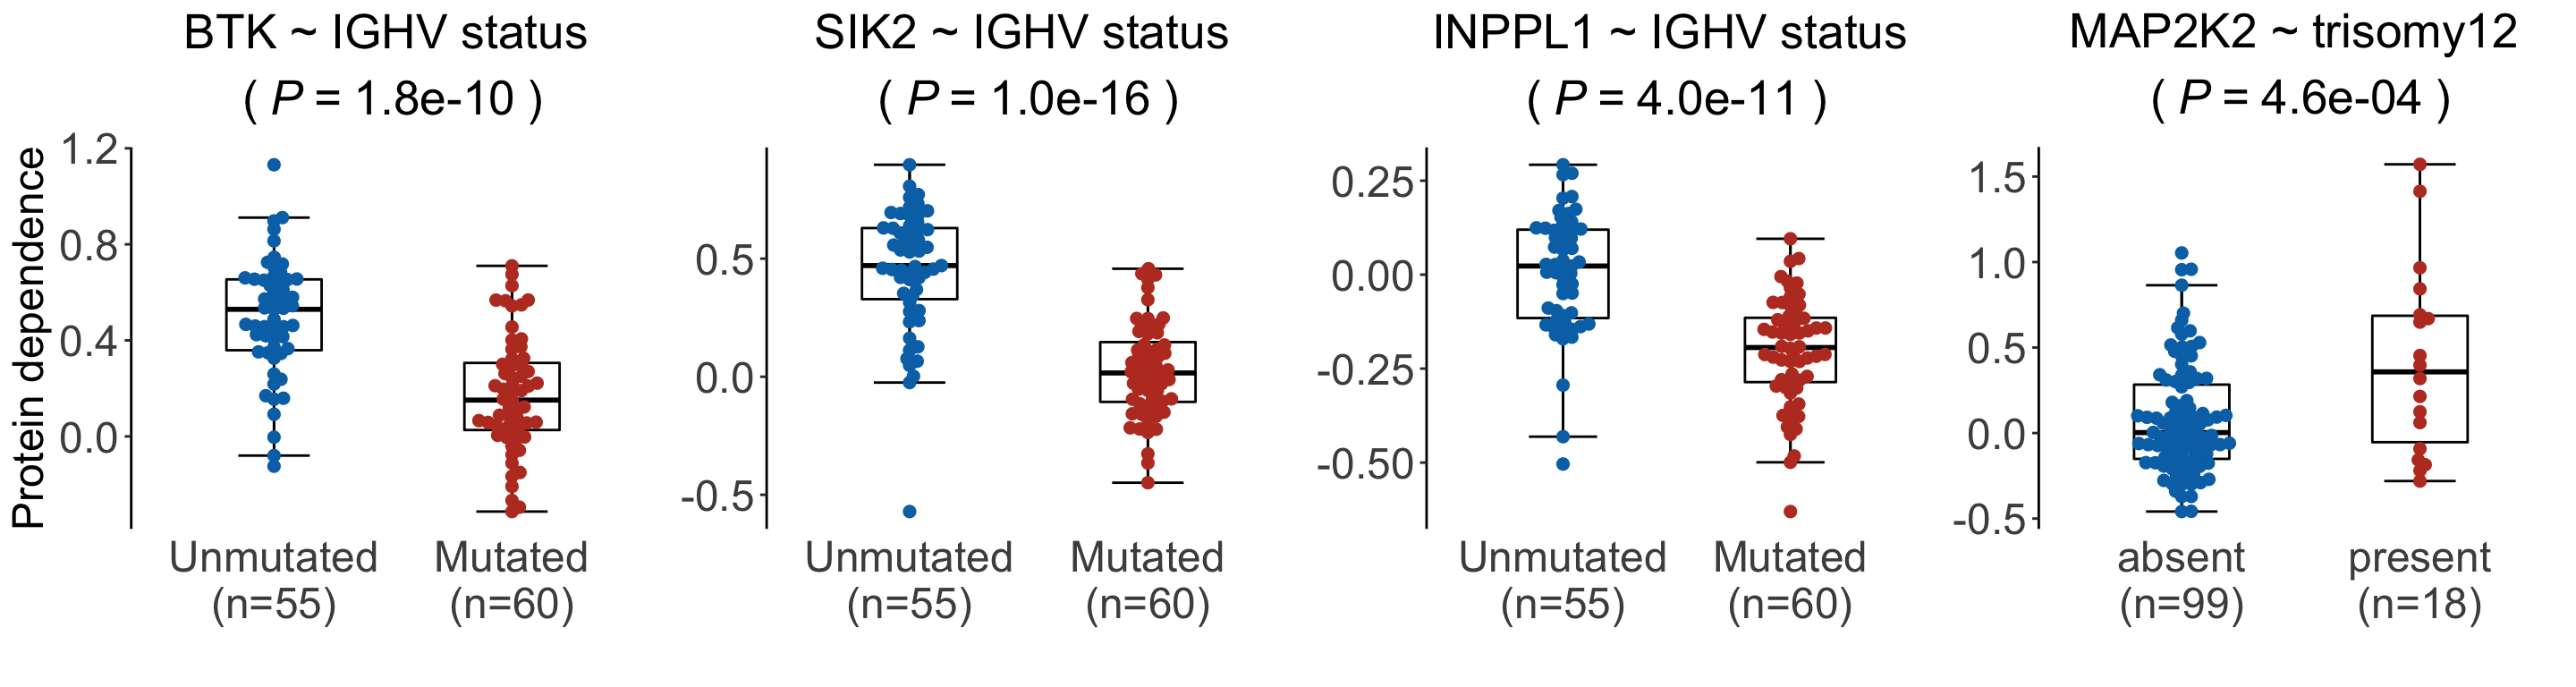 BTK ~ IGHV status
( P = 1.8e-10 )
SIK2 ~ IGHV status
( P = 1.0e-16 )
INPPL1 ~ IGHV status
( P = 4.0e-11 )
MAP2K2 ~ trisomy12
( P = 4.6e-04 )
Protein dependence
1.2
0.8
0.4
0.0
Unmutated
(n=55)
Mutated
(n=60)
0.5
0.0
-0.5
Unmutated
(n=55)
Mutated
(n=60)
0.25
0.00
-0.25
-0.50
Unmutated
(n=55)
Mutated
(n=60)
1.5
1.0
0.5
0.0
-0.5
absent
(n=99)
present
(n=18)